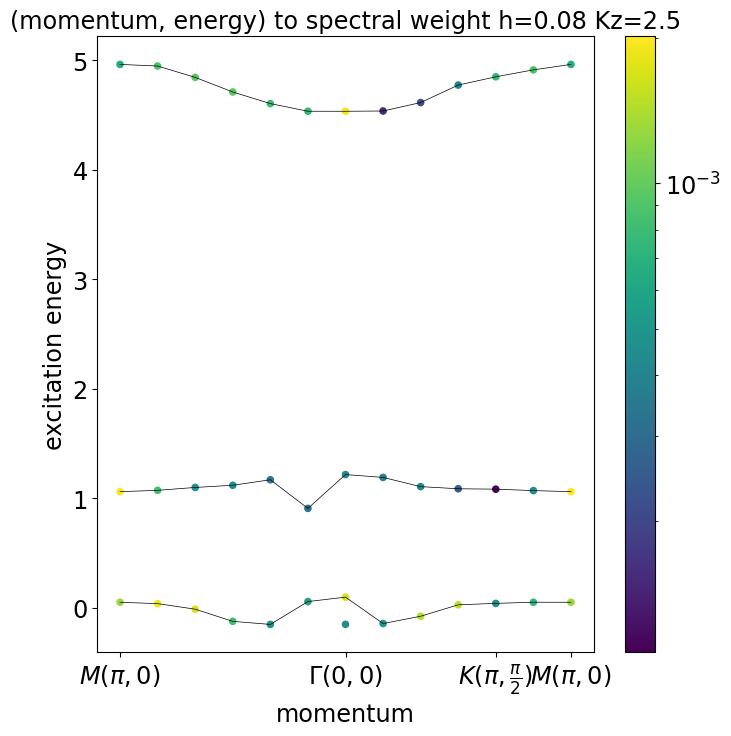 (momentum, energy) to spectral weight h=0.08 Kz=2.5
5
4
3
2
1
0
excitation energy
10⁻³
M(π, 0)
Γ(0, 0)
K(π, π/2)
M(π, 0)
momentum